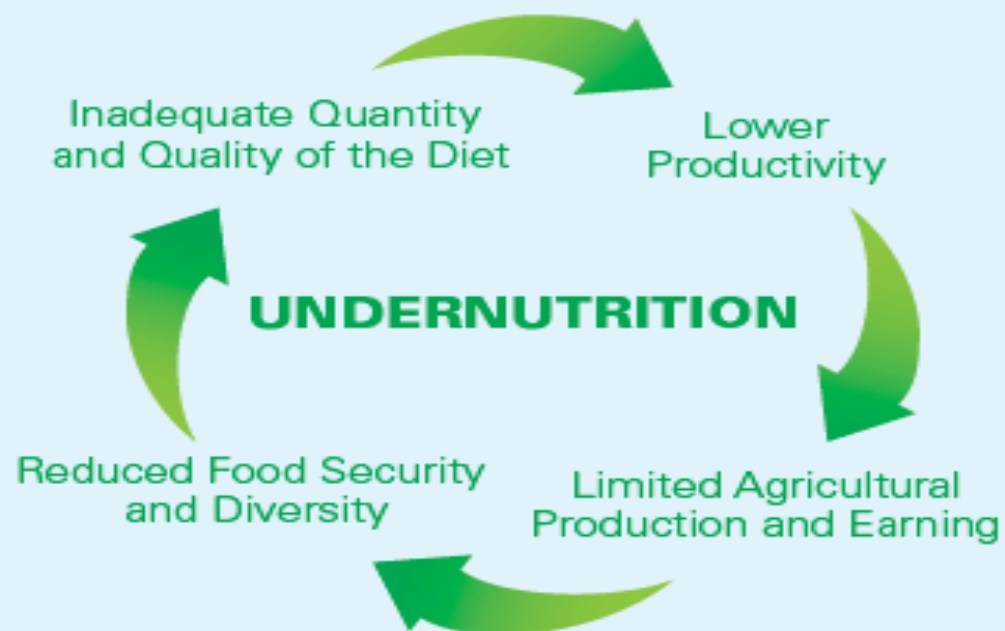 Inadequate Quantity
and Quality of the Diet
Lower
Productivity
UNDERNUTRITION
Reduced Food Security
and Diversity
Limited Agricultural
Production and Earning